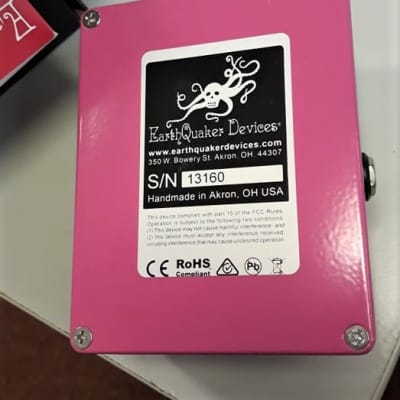 EarthQuaker Devices®
www.earthquakerdevices.com
350 W. Bowery St. Akron, OH, 44307
S/N 13160
Handmade in Akron, OH USA
This device complies with part 15 of the FCC Rules.
Operation is subject to the following two conditions:
(1) This device may not cause harmful interference, and
(2) this device must accept any interference received,
including interference that may cause undesired operation.
CE RoHS Compliant Pb